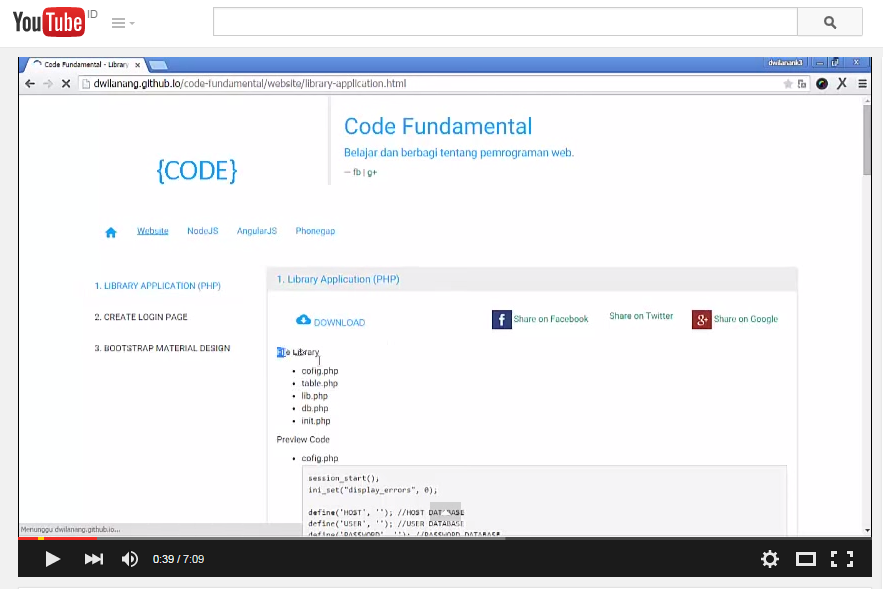 YouTube ID
Code Fundamental - Library
dwilanank3
dwilanang.github.io/code-fundamental/website/library-application.html
Code Fundamental
Belajar dan berbagi tentang pemrograman web.
{CODE}
— fb | g+
Website NodeJS AngularJS Phonegap
1. LIBRARY APPLICATION (PHP)
2. CREATE LOGIN PAGE
3. BOOTSTRAP MATERIAL DESIGN
1. Library Application (PHP)
DOWNLOAD
f Share on Facebook
Share on Twitter
g+ Share on Google
File Library
• cofig.php
• table.php
• lib.php
• db.php
• init.php
Preview Code
• cofig.php
session_start();
ini_set("display_errors", 0);
define('HOST', ''); //HOST DATABASE
define('USER', ''); //USER DATABASE
define('PASSWORD', ''); //PASSWORD DATABASE
Menunggu dwilanang.github.io...
0:39 / 7:09